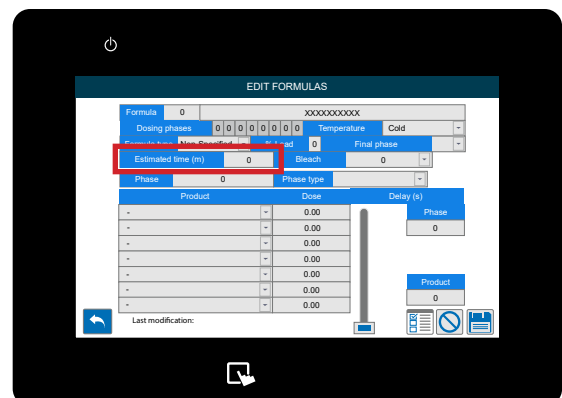 EDIT FORMULAS
Formula 0 XXXXXXXXXX
Dosing phases 0 0 0 0 0 0 0 0 Temperature Cold
Formula type Non Specified % Load 0 Final phase
Estimated time (m) 0 Bleach 0
Phase 0 Phase type
Product Dose Delay (s)
- 0.00 Phase
- 0.00 0
- 0.00
- 0.00
- 0.00 Product
- 0.00 0
- 0.00
Last modification: